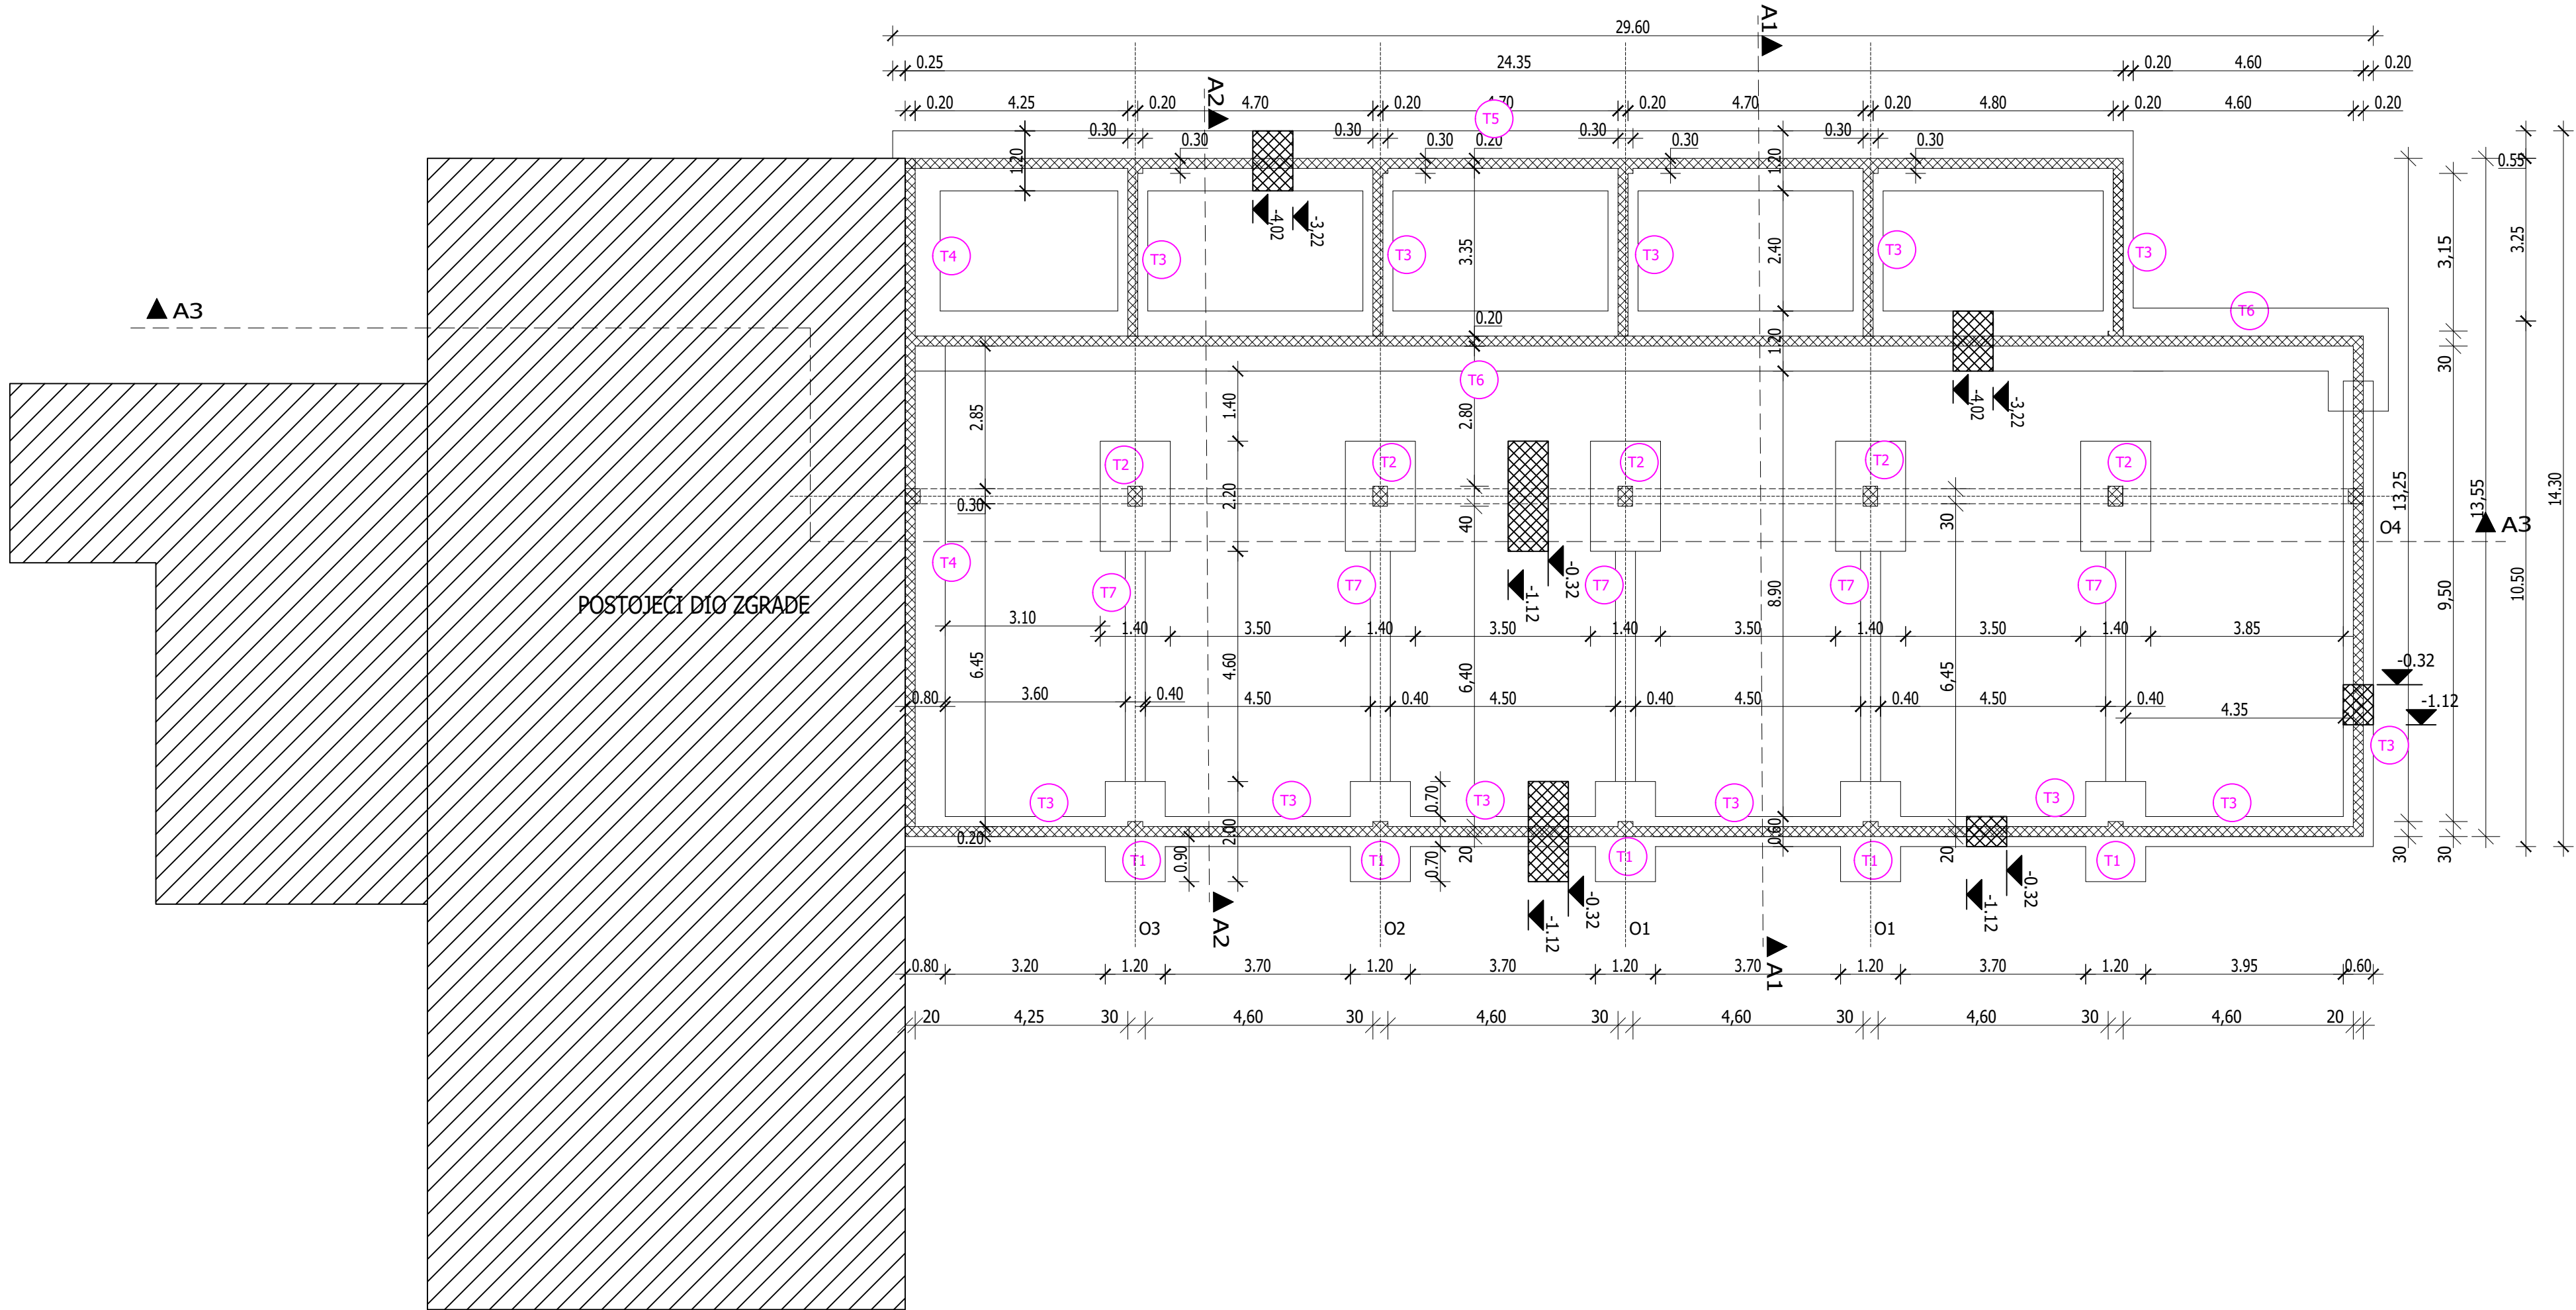 A1
29.60
0.25
24.35
0.20
4.60
0.20
A2
0.20
4.25
0.20
4.70
0.20
4.70
0.20
4.70
0.20
4.80
0.20
4.60
0.20
T5
0.30
0.30
0.30
0.30
0.20
0.30
0.30
0.30
0.30
1.20
1.20
0.55
-4,02
-3,22
T4
T3
T3
T3
T3
T3
3.35
2.40
3,15
3.25
A3
T6
0.20
1.20
30
T6
2.85
1.40
2.80
-4,02
-3,22
T2
T2
T2
T2
T2
0.30
2.20
40
30
13,25
13,55
14.30
O4
A3
T4
T7
T7
T7
T7
T7
-1.12
-0.32
POSTOJEĆI DIO ZGRADE
8.90
9,50
10.50
3.10
1.40
3.50
1.40
3.50
1.40
3.50
1.40
3.50
1.40
3.85
6.45
4.60
6,40
6,45
-0.32
0.80
3.60
0.40
4.50
0.40
4.50
0.40
4.50
0.40
4.50
0.40
4.35
-1.12
T3
T3
T3
T3
T3
T3
T3
0.70
0.20
2.00
20
0.60
20
30
30
0.90
0.70
T1
T1
T1
T1
T1
-1.12
-0.32
-1.12
-0.32
O3
A2
O2
O1
O1
A1
0.80
3.20
1.20
3.70
1.20
3.70
1.20
3.70
1.20
3.70
1.20
3.95
0.60
20
4,25
30
4,60
30
4,60
30
4,60
30
4,60
30
4,60
20